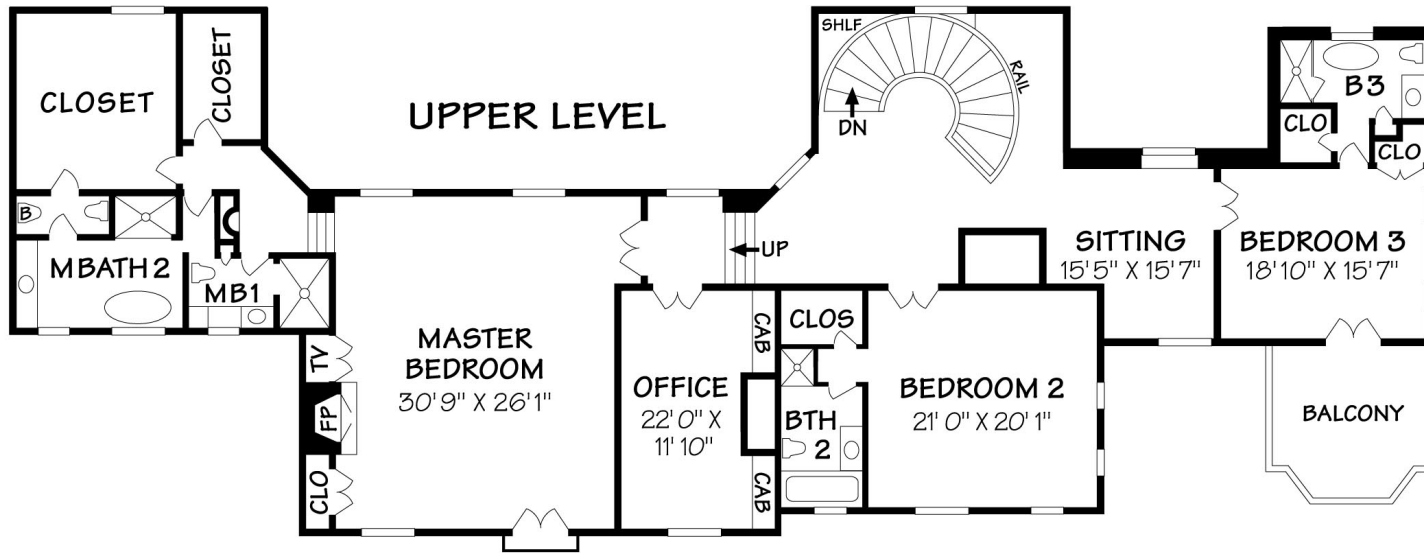 SHLF
RAIL
DN
CLOSET
CLOSET
UPPER LEVEL
B3
CLO
CLO
B
UP
SITTING
15'5" X 15'7"
BEDROOM 3
18'10" X 15'7"
M BATH 2
MB1
CLOS
CAB
TV
MASTER
BEDROOM
30'9" X 26'1"
OFFICE
22'0" X
11'10"
BEDROOM 2
21'0" X 20'1"
BALCONY
FP
BTH
2
CLO
CAB